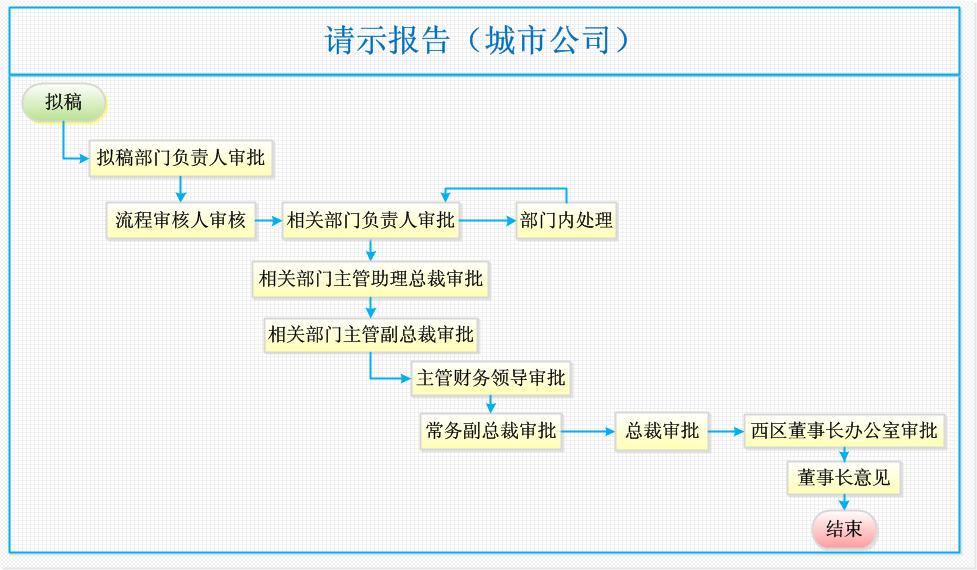 请示报告（城市公司）
拟稿
拟稿部门负责人审批
流程审核人审核
相关部门负责人审批
部门内处理
相关部门主管助理总裁审批
相关部门主管副总裁审批
主管财务领导审批
常务副总裁审批
总裁审批
西区董事长办公室审批
董事长意见
结束